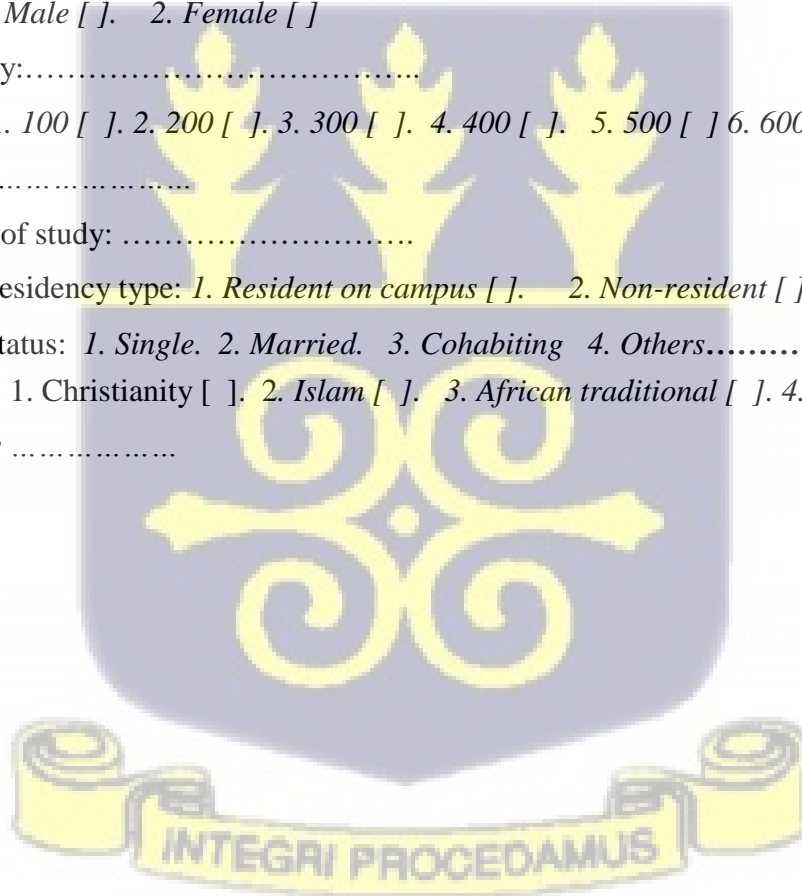 Male [ ].    2. Female [ ]
y:…………………………………..
1. 100 [  ]. 2. 200 [  ]. 3. 300 [  ].  4. 400 [  ].   5. 500 [  ] 6. 600
…………………
of study: ……………………….
esidency type: 1. Resident on campus [ ].     2. Non-resident [ ]
tatus:  1. Single.  2. Married.   3. Cohabiting   4. Others………
1. Christianity [  ].  2. Islam [  ].   3. African traditional [  ]. 4.
……………
INTEGRI PROCEDAMUS